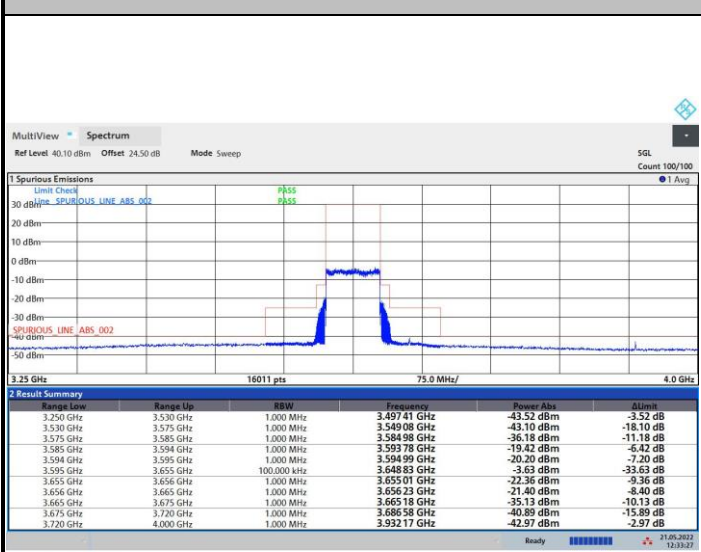 MultiView Spectrum
Ref Level 40.10 dBm Offset 24.50 dB Mode Sweep SGL
Count 100/100
1 Spurious Emissions 1 Avg
Limit Check PASS
Line SPURIOUS_LINE_ABS_002 PASS
30 dBm
20 dBm
10 dBm
0 dBm
-10 dBm
-20 dBm
-30 dBm
SPURIOUS_LINE_ABS_002
-40 dBm
-50 dBm
3.25 GHz 16011 pts 75.0 MHz/ 4.0 GHz
2 Result Summary
Range Low Range Up RBW Frequency Power Abs ΔLimit
3.250 GHz 3.530 GHz 1.000 MHz 3.497 41 GHz -43.52 dBm -3.52 dB
3.530 GHz 3.575 GHz 1.000 MHz 3.549 08 GHz -43.10 dBm -18.10 dB
3.575 GHz 3.585 GHz 1.000 MHz 3.584 98 GHz -36.18 dBm -11.18 dB
3.585 GHz 3.594 GHz 1.000 MHz 3.593 78 GHz -19.42 dBm -6.42 dB
3.594 GHz 3.595 GHz 1.000 MHz 3.594 99 GHz -20.20 dBm -7.20 dB
3.595 GHz 3.655 GHz 100.000 kHz 3.648 83 GHz -3.63 dBm -33.63 dB
3.655 GHz 3.656 GHz 1.000 MHz 3.655 01 GHz -22.36 dBm -9.36 dB
3.656 GHz 3.665 GHz 1.000 MHz 3.656 23 GHz -21.40 dBm -8.40 dB
3.665 GHz 3.675 GHz 1.000 MHz 3.665 18 GHz -35.13 dBm -10.13 dB
3.675 GHz 3.720 GHz 1.000 MHz 3.686 58 GHz -40.89 dBm -15.89 dB
3.720 GHz 4.000 GHz 1.000 MHz 3.932 17 GHz -42.97 dBm -2.97 dB
Ready 21.05.2022
12:33:27